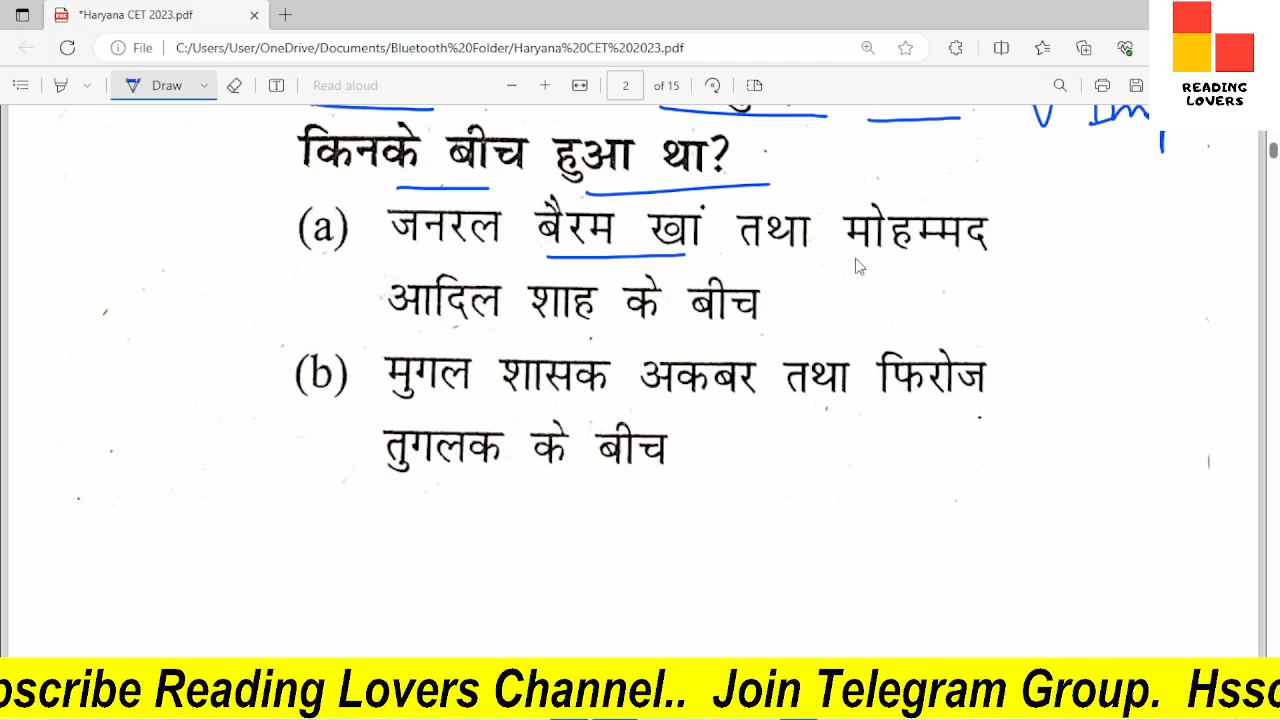 *Haryana CET 2023.pdf
File
C:/Users/User/OneDrive/Documents/Bluetooth%20Folder/Haryana%20CET%202023.pdf
READING
LOVERS
Draw
Read aloud
2
of 15
V Imp
किनके बीच हुआ था?
(a) जनरल बैरम खां तथा मोहम्मद
आदिल शाह के बीच
(b) मुगल शासक अकबर तथा फिरोज
तुगलक के बीच
bscribe Reading Lovers Channel.. Join Telegram Group. Hssc